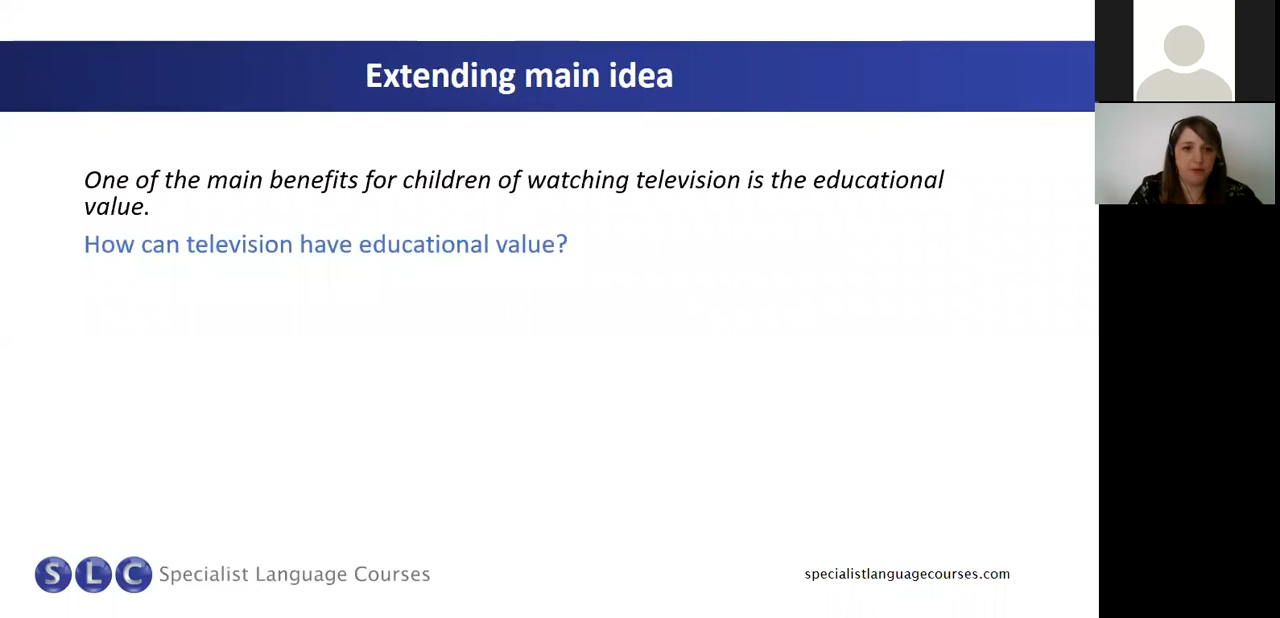 Extending main idea
One of the main benefits for children of watching television is the educational
value.
How can television have educational value?
SLC Specialist Language Courses
specialistlanguagecourses.com